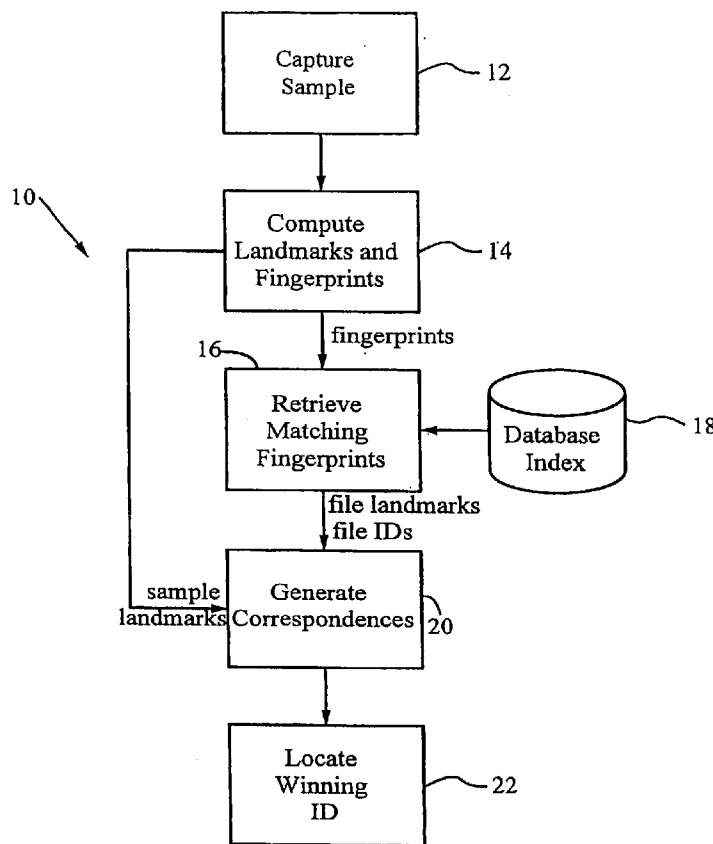 Capture
Sample
12
10
Compute
Landmarks and
Fingerprints
14
fingerprints
16
Retrieve
Matching
Fingerprints
Database
Index
18
file landmarks
file IDs
sample
landmarks
Generate
Correspondences
20
Locate
Winning
ID
22